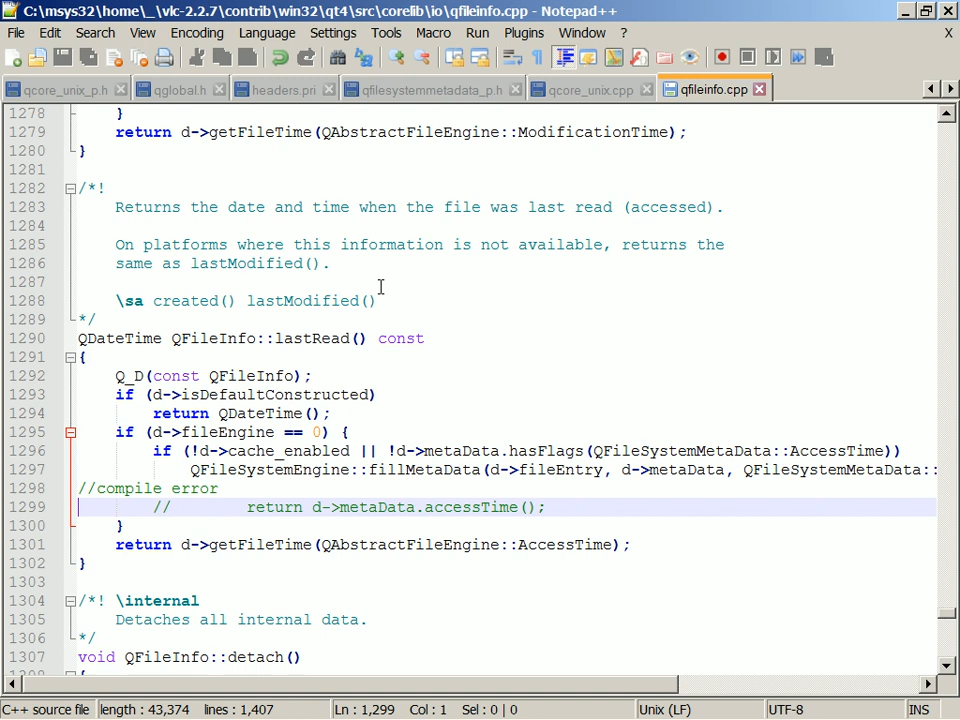 C:\msys32\home\_\vlc-2.2.7\contrib\win32\qt4\src\corelib\io\qfileinfo.cpp - Notepad++
File Edit Search View Encoding Language Settings Tools Macro Run Plugins Window ? X
qcore_unix_p.h qglobal.h headers.pri qfilesystemmetadata_p.h qcore_unix.cpp qfileinfo.cpp
1278 }
1279 return d->getFileTime(QAbstractFileEngine::ModificationTime);
1280 }
1281
1282 /*!
1283 Returns the date and time when the file was last read (accessed).
1284
1285 On platforms where this information is not available, returns the
1286 same as lastModified().
1287
1288 \sa created() lastModified()
1289 */
1290 QDateTime QFileInfo::lastRead() const
1291 {
1292 Q_D(const QFileInfo);
1293 if (d->isDefaultConstructed)
1294 return QDateTime();
1295 if (d->fileEngine == 0) {
1296 if (!d->cache_enabled || !d->metaData.hasFlags(QFileSystemMetaData::AccessTime))
1297 QFileSystemEngine::fillMetaData(d->fileEntry, d->metaData, QFileSystemMetaData::
1298 //compile error
1299 // return d->metaData.accessTime();
1300 }
1301 return d->getFileTime(QAbstractFileEngine::AccessTime);
1302 }
1303
1304 /*! \internal
1305 Detaches all internal data.
1306 */
1307 void QFileInfo::detach()
C++ source file length : 43,374 lines : 1,407 Ln : 1,299 Col : 1 Sel : 0 | 0 Unix (LF) UTF-8 INS